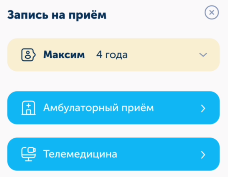 Запись на приём
Максим 4 года
Амбулаторный приём
Телемедицина